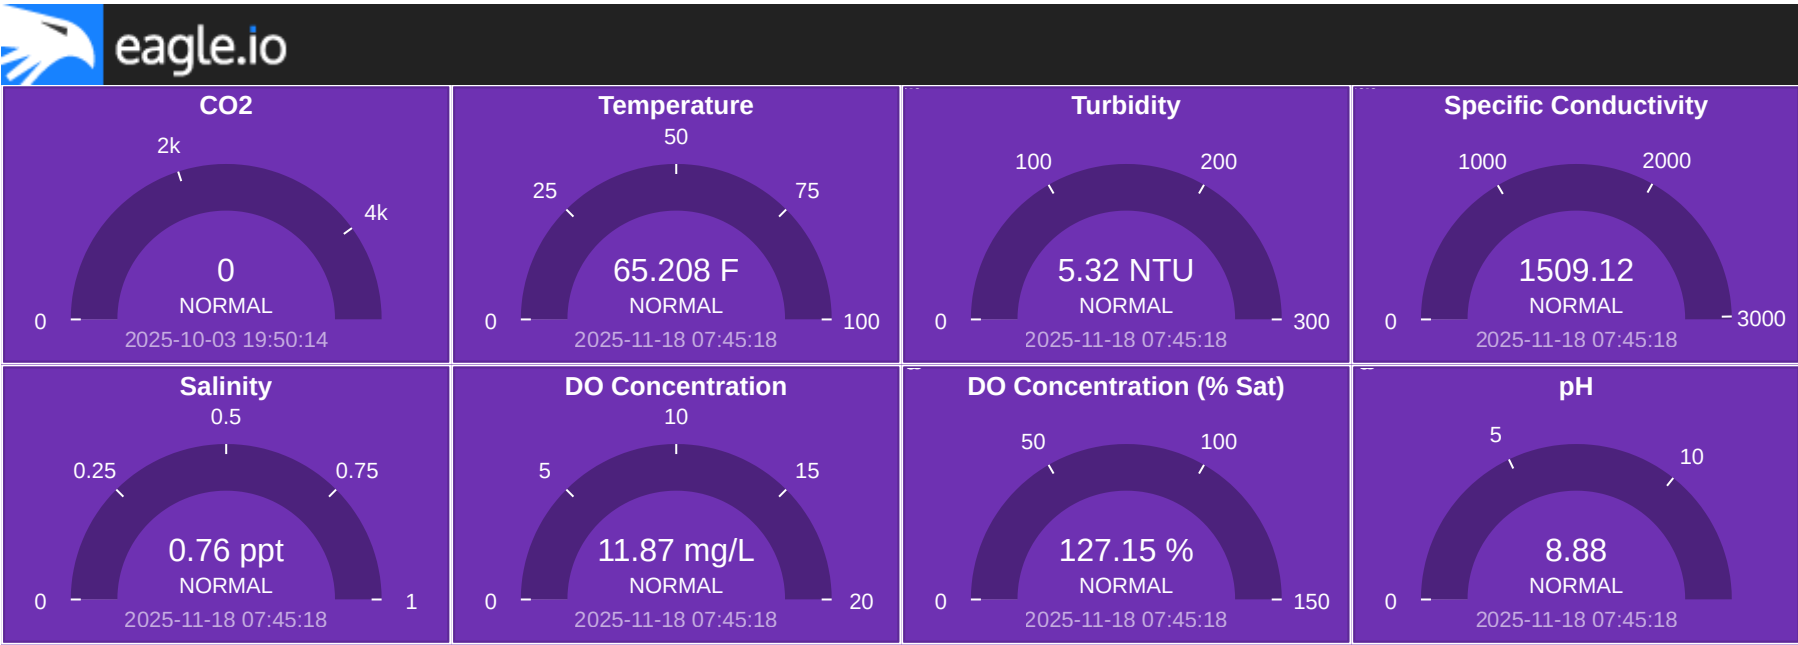 eagle.io
CO2
2k
4k
0
0
NORMAL
2025-10-03 19:50:14
Temperature
50
25
75
65.208 F
NORMAL
0
100
2025-11-18 07:45:18
Turbidity
100
200
5.32 NTU
NORMAL
0
300
2025-11-18 07:45:18
Specific Conductivity
1000
2000
1509.12
NORMAL
0
3000
2025-11-18 07:45:18
Salinity
0.5
0.25
0.75
0.76 ppt
NORMAL
0
1
2025-11-18 07:45:18
DO Concentration
10
5
15
11.87 mg/L
NORMAL
0
20
2025-11-18 07:45:18
DO Concentration (% Sat)
50
100
127.15 %
NORMAL
0
150
2025-11-18 07:45:18
pH
5
10
8.88
NORMAL
0
2025-11-18 07:45:18